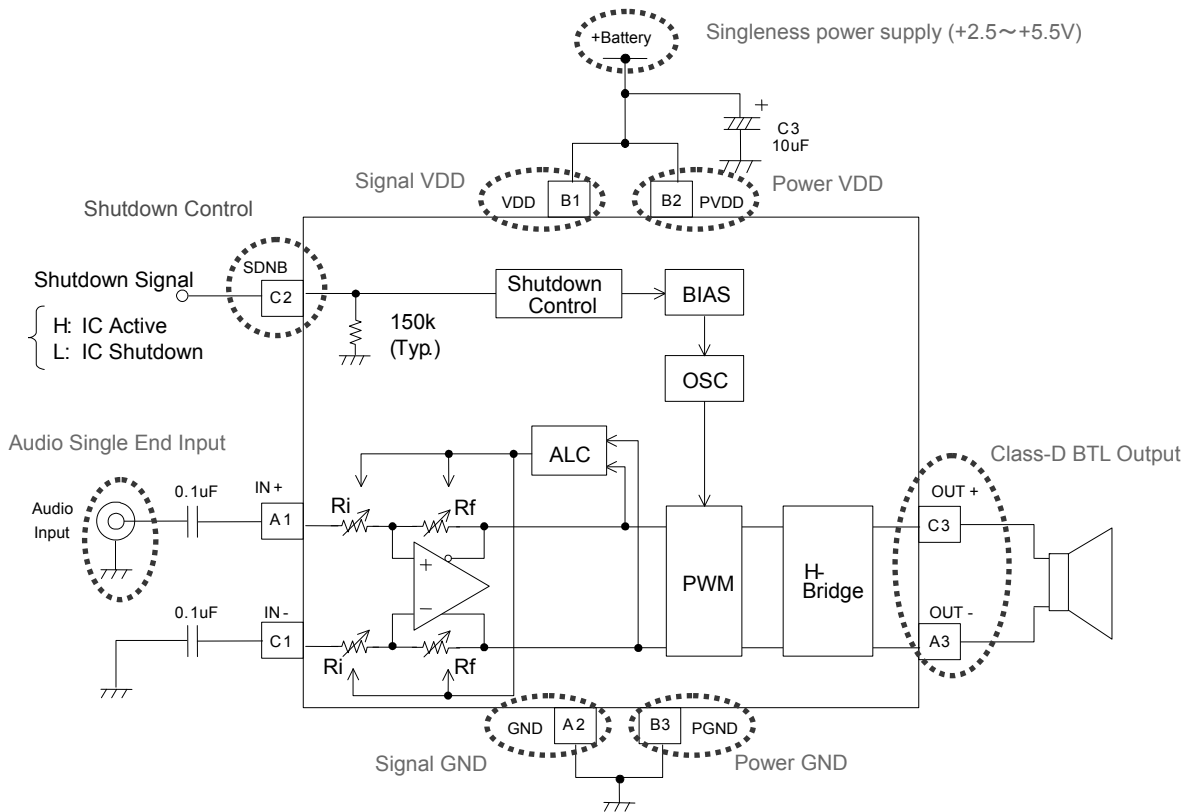 +Battery
Singleness power supply (+2.5～+5.5V)
+
C3
10uF
Signal VDD
VDD
B1
B2
PVDD
Power VDD
Shutdown Control
SDNB
C2
Shutdown Signal
H: IC Active
L: IC Shutdown
150k
(Typ.)
Shutdown
Control
BIAS
OSC
ALC
Audio Single End Input
Audio
Input
0.1uF
IN+
A1
Ri
Rf
+
−
0.1uF
IN-
C1
Ri
Rf
PWM
H-
Bridge
Class-D BTL Output
OUT +
C3
OUT -
A3
GND
A2
B3
PGND
Signal GND
Power GND